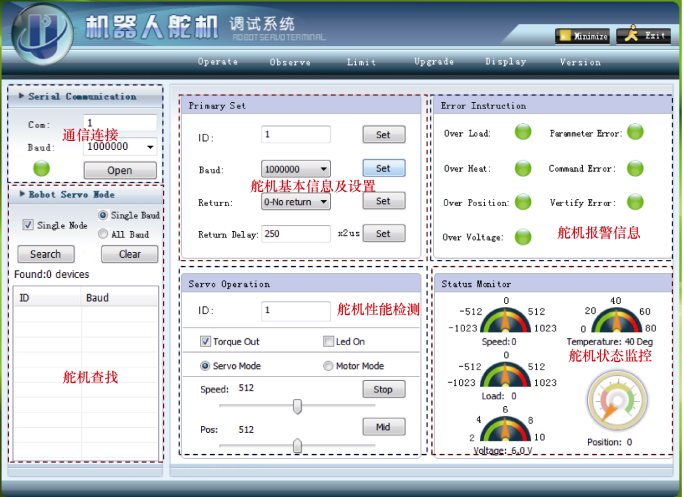 机器人舵机 调试系统
ROBOT SERVO TERMINAL
Minimize Exit
Operate Observe Limit Upgrade Display Version
Serial Communication
Com: 1
通信连接
Baud: 1000000
Open
Robot Servo Node
Single Node
Single Baud
All Baud
Search Clear
Found:0 devices
ID Baud
舵机查找
Primary Set
ID: 1 Set
Baud: 1000000 Set
舵机基本信息及设置
Return: 0-No return Set
Return Delay: 250 x2us Set
Error Instruction
Over Load: Parameter Error:
Over Heat: Command Error:
Over Position: Vertify Error:
Over Voltage: 舵机报警信息
Servo Operation
ID: 1 舵机性能检测
Torque Out Led On
Servo Mode Motor Mode
Speed: 512 Stop
Pos: 512 Mid
Status Monitor
0
-512 512
-1023 1023
Speed: 0
40
20 60
0 80
Temperature: 40 Deg
舵机状态监控
0
-512 512
-1023 1023
Load: 0
6
4 8
2 10
Voltage: 6.0 V
Position: 0